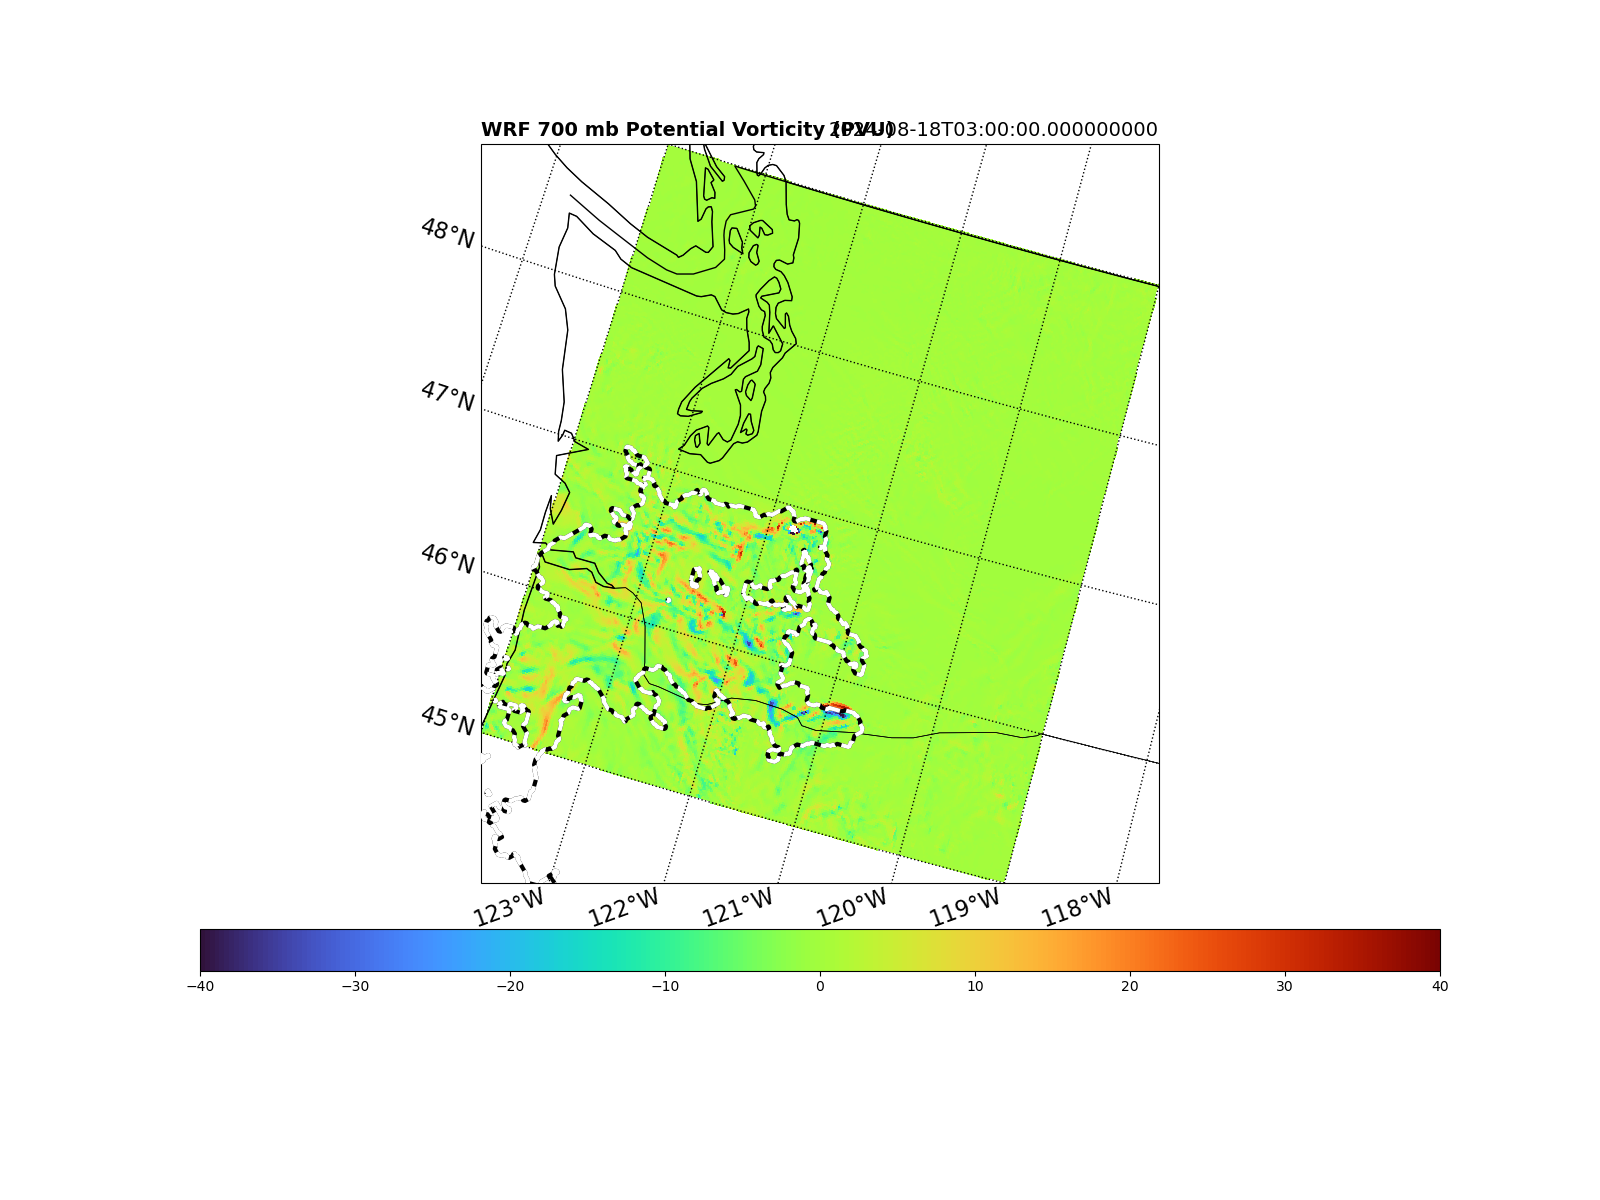 WRF 700 mb Potential Vorticity (PVU) 2024-08-18T03:00:00.000000000
48°N
47°N
46°N
45°N
123°W 122°W 121°W 120°W 119°W 118°W
−40 −30 −20 −10 0 10 20 30 40